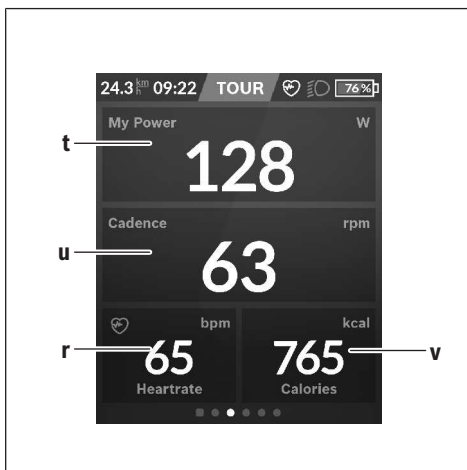 24.3 km/h 09:22 TOUR 76 %
My Power W
t
128
Cadence rpm
u
63
bpm kcal
r 65 765 v
Heartrate Calories